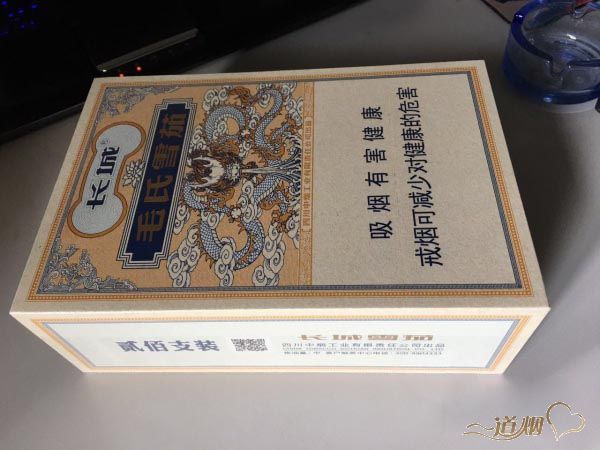 长城
毛氏雪茄
吸烟有害健康
戒烟可减少对健康的危害
贰佰支装
长城雪茄
四川中烟工业有限责任公司出品
一道烟